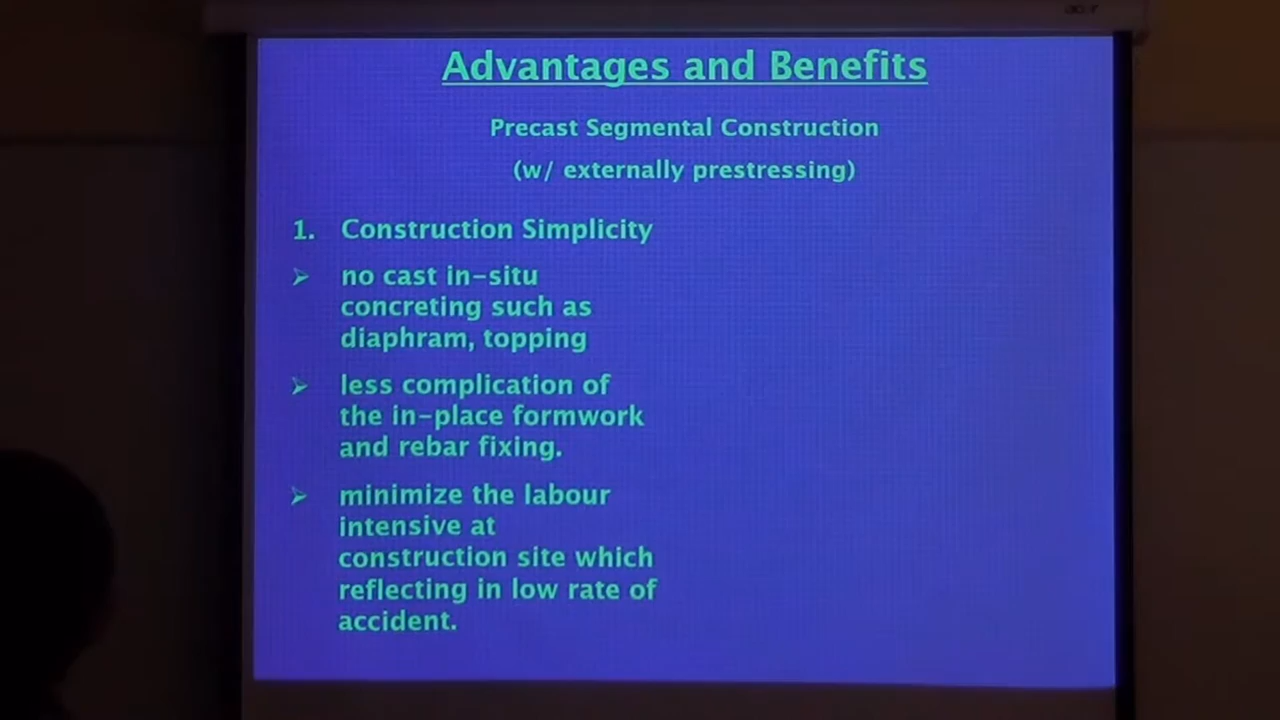 acer
Advantages and Benefits
Precast Segmental Construction
(w/ externally prestressing)
1. Construction Simplicity
➢ no cast in-situ
concreting such as
diaphram, topping
➢ less complication of
the in-place formwork
and rebar fixing.
➢ minimize the labour
intensive at
construction site which
reflecting in low rate of
accident.